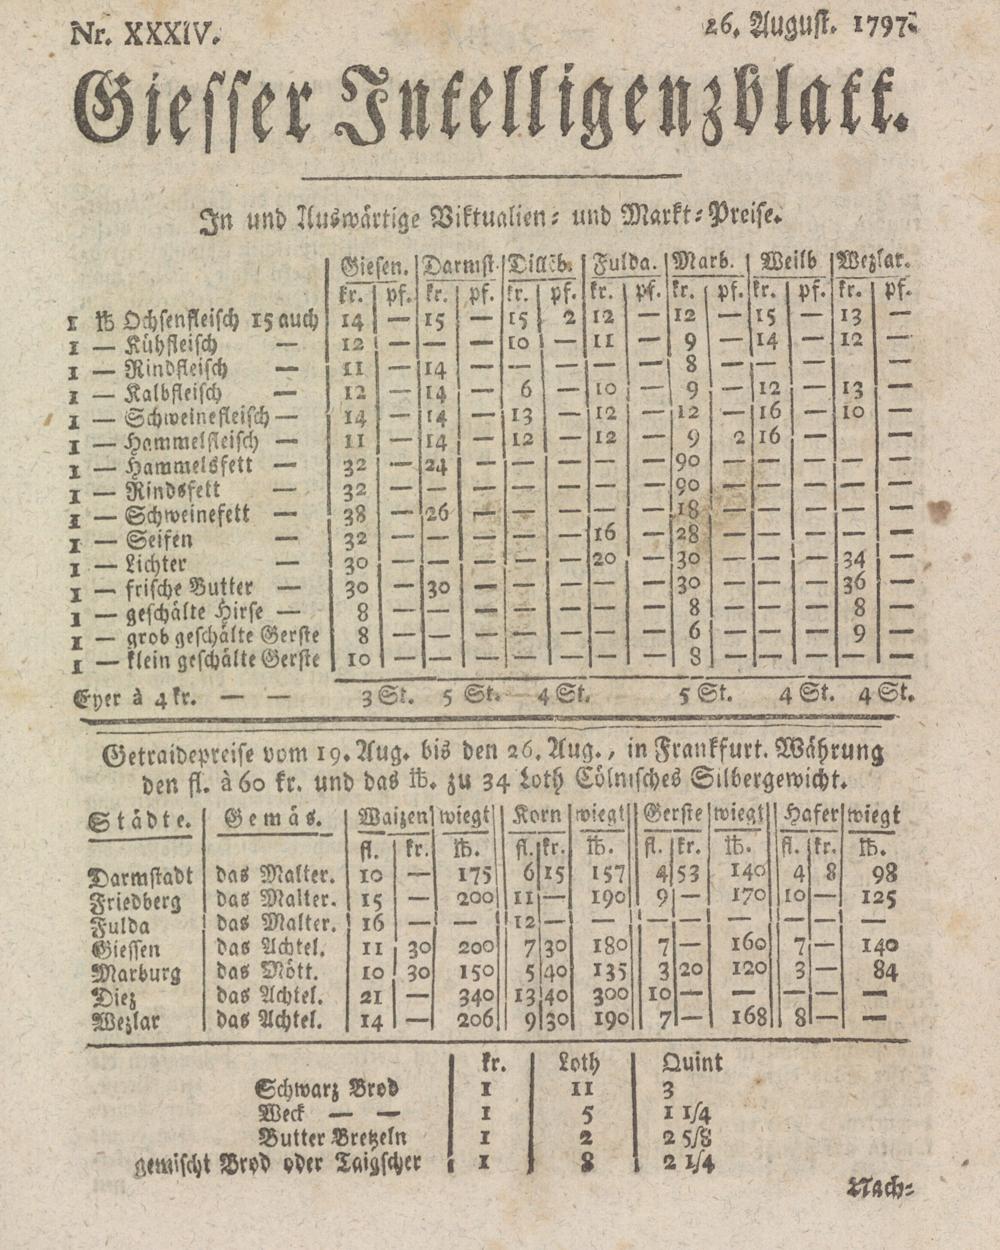 Nr. XXXIV. 26. August. 1797.
Giesser Intelligenzblatt.
In und Auswärtige Viktualien- und Markt-Preise.
Giesen. Darmst. Dillb. Fulda. Marb. Weilb Wezlar.
kr. pf. kr. pf. kr. pf. kr. pf. kr. pf. kr. pf. kr. pf.
1 ℔ Ochsenfleisch 15 auch 14 — 15 — 15 2 12 — 12 — 15 — 13 —
1 — Kühfleisch — 12 — — — 10 — 11 — 9 — 14 — 12 —
1 — Rindfleisch — 11 — 14 — — — — — 8 — — — — —
1 — Kalbfleisch — 12 — 14 — 6 — 10 — 9 — 12 — 13 —
1 — Schweinefleisch — 14 — 14 — 13 — 12 — 12 — 16 — 10 —
1 — Hammelfleisch — 11 — 14 — 12 — 12 — 9 2 16 — — —
1 — Hammelsfett — 32 — 24 — — — — — 90 — — — — —
1 — Rindsfett — 32 — — — — — — — 90 — — — — —
1 — Schweinefett — 38 — 26 — — — — — 18 — — — — —
1 — Seifen — 32 — — — — — 16 — 28 — — — — —
1 — Lichter — 30 — — — — — 20 — 30 — — — 34 —
1 — frische Butter — 30 — 30 — — — — — 30 — — — 36 —
1 — geschälte Hirse — 8 — — — — — — — 8 — — — 8 —
1 — grob geschälte Gerste 8 — — — — — — — 6 — — — 9 —
1 — klein geschälte Gerste 10 — — — — — — — 8 — — — — —
Eyer à 4 kr. — — 3 St. 5 St. — 4 St. 5 St. 4 St. 4 St.
Getraidepreise vom 19. Aug. bis den 26. Aug., in Frankfurt. Währung
den fl. à 60 kr. und das ℔. zu 34 Loth Cölnisches Silbergewicht.
Städte. Gemäs. Waizen wiegt Korn wiegt Gerste wiegt Hafer wiegt
fl. kr. ℔. fl. kr. ℔. fl. kr. ℔. fl. kr. ℔.
Darmstadt das Malter. 10 — 175 6 15 157 4 53 140 4 8 98
Friedberg das Malter. 15 — 200 11 — 190 9 — 170 10 — 125
Fulda das Malter. 16 — — 12 — — — — — — — —
Giessen das Achtel. 11 30 200 7 30 180 7 — 160 7 — 140
Marburg das Mött. 10 30 150 5 40 135 3 20 120 3 — 84
Diez das Achtel. 21 — 340 13 40 300 10 — — — — —
Wezlar das Achtel. 14 — 206 9 30 190 7 — 168 8 — —
kr. Loth Quint
Schwarz Brod 1 11 3
Weck — — 1 5 1 1/4
Butter Bretzeln 1 2 2 5/8
gemischt Brod oder Taigscher 1 8 2 1/4
Nach-